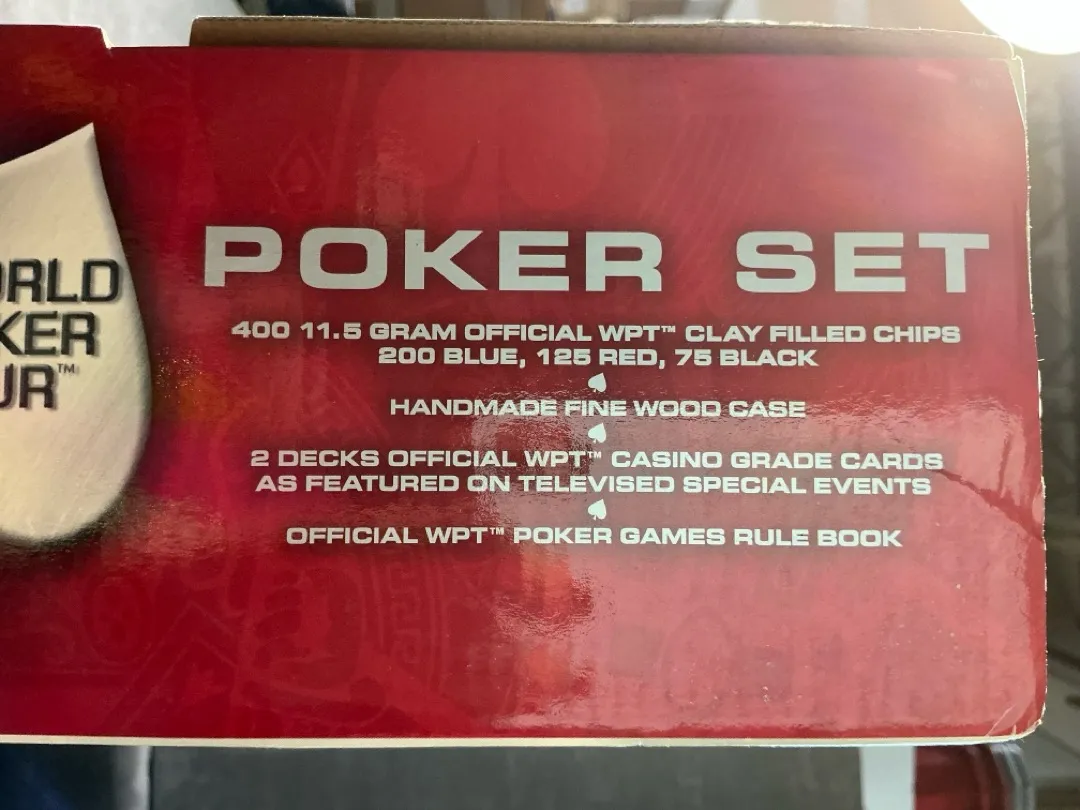 ORLD
KER
UR™
POKER SET
400 11.5 GRAM OFFICIAL WPT™ CLAY FILLED CHIPS
200 BLUE, 125 RED, 75 BLACK
HANDMADE FINE WOOD CASE
2 DECKS OFFICIAL WPT™ CASINO GRADE CARDS
AS FEATURED ON TELEVISED SPECIAL EVENTS
OFFICIAL WPT™ POKER GAMES RULE BOOK